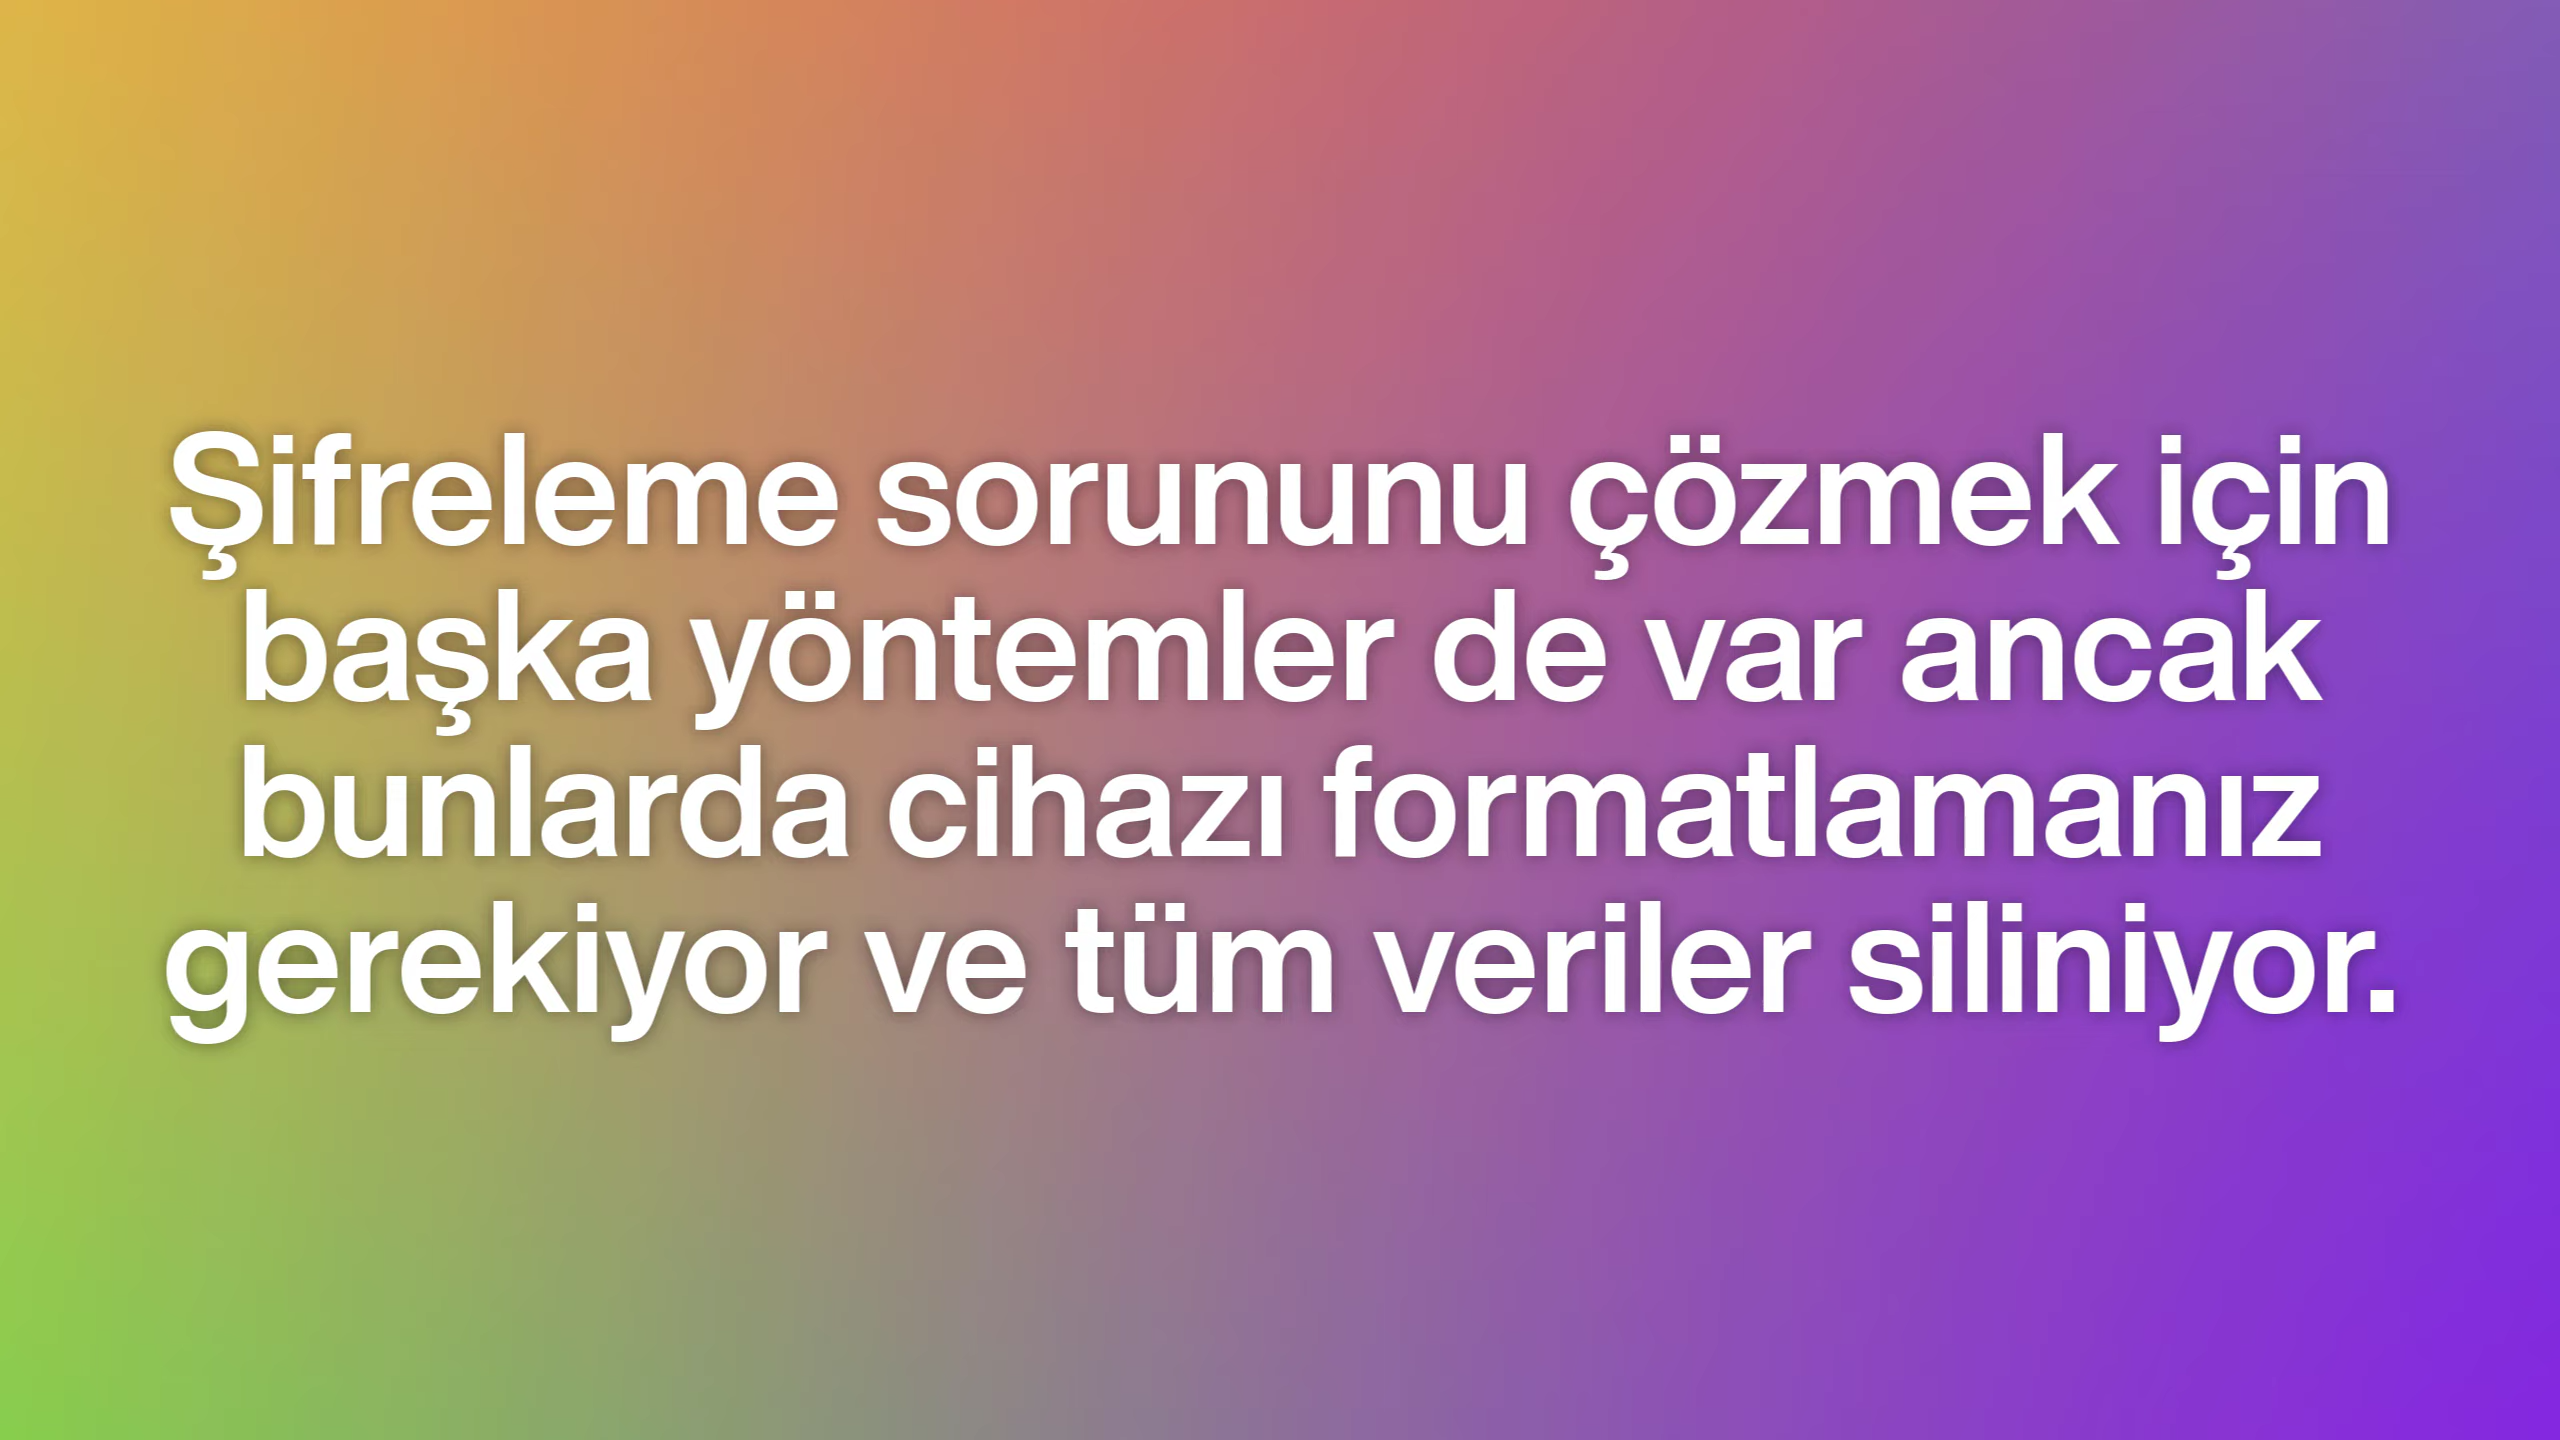 Şifreleme sorununu çözmek için
başka yöntemler de var ancak
bunlarda cihazı formatlamanız
gerekiyor ve tüm veriler siliniyor.